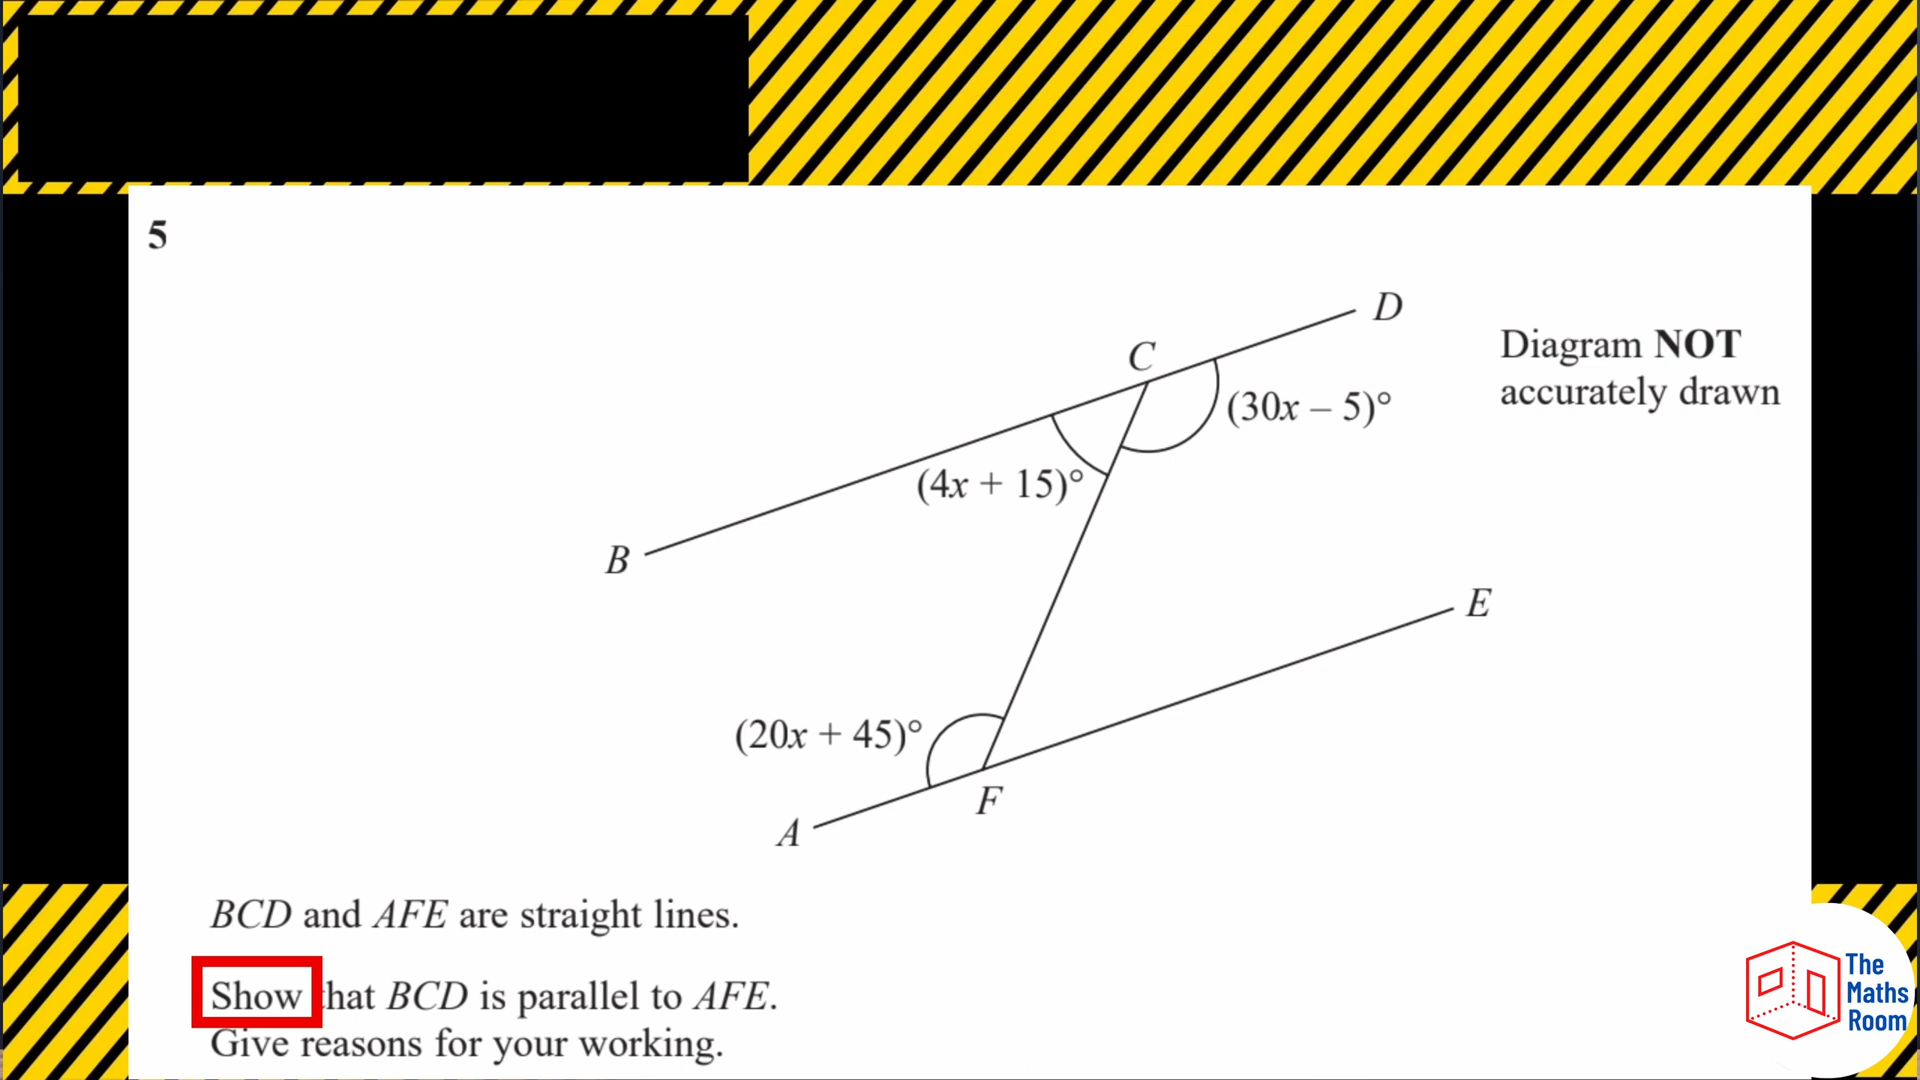 5
D
C
Diagram NOT
accurately drawn
(30x – 5)°
(4x + 15)°
B
E
(20x + 45)°
F
A
BCD and AFE are straight lines.
Show that BCD is parallel to AFE.
Give reasons for your working.
The
Maths
Room